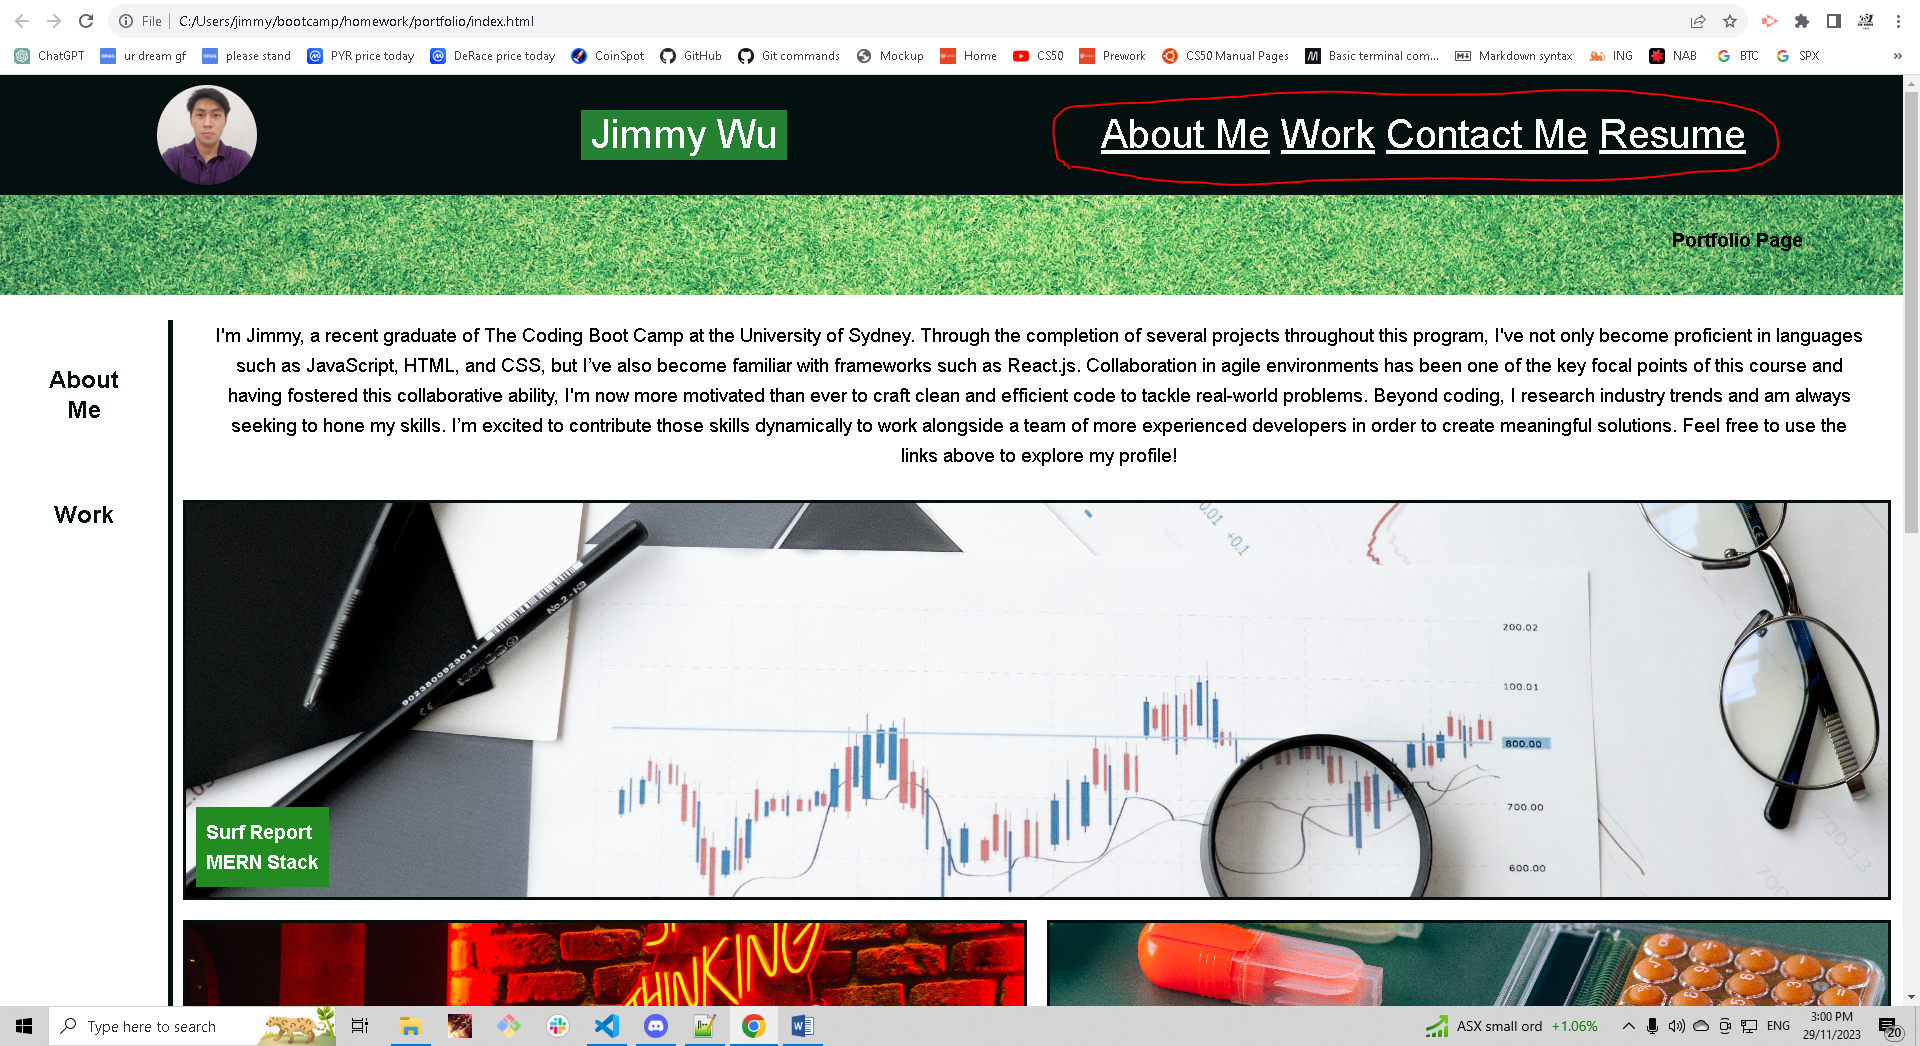 File C:/Users/jimmy/bootcamp/homework/portfolio/index.html
ChatGPT ur dream gf please stand PYR price today DeRace price today CoinSpot GitHub Git commands Mockup Home CS50 Prework CS50 Manual Pages Basic terminal com... Markdown syntax ING NAB BTC SPX »
Jimmy Wu
About Me Work Contact Me Resume
Portfolio Page
About
Me
I'm Jimmy, a recent graduate of The Coding Boot Camp at the University of Sydney. Through the completion of several projects throughout this program, I've not only become proficient in languages
such as JavaScript, HTML, and CSS, but I’ve also become familiar with frameworks such as React.js. Collaboration in agile environments has been one of the key focal points of this course and
having fostered this collaborative ability, I'm now more motivated than ever to craft clean and efficient code to tackle real-world problems. Beyond coding, I research industry trends and am always
seeking to hone my skills. I’m excited to contribute those skills dynamically to work alongside a team of more experienced developers in order to create meaningful solutions. Feel free to use the
links above to explore my profile!
Work
0.01
+0.1
No.2 - HB
200.02
100.01
800.00
700.00
600.00
700.13
Surf Report
MERN Stack
THINKING
Type here to search
ASX small ord +1.06%
ENG
3:00 PM
29/11/2023
20